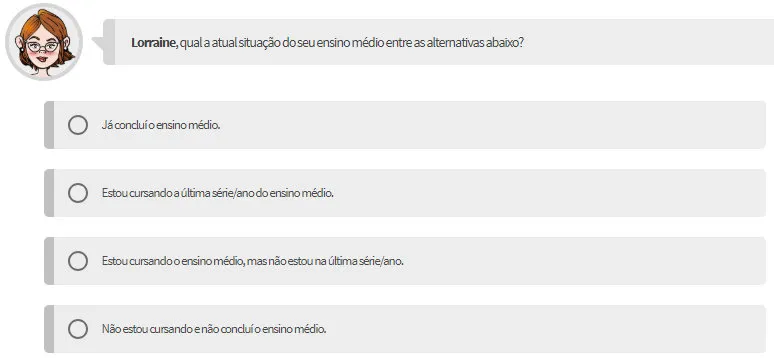 Lorraine, qual a atual situação do seu ensino médio entre as alternativas abaixo?
Já concluí o ensino médio.
Estou cursando a última série/ano do ensino médio.
Estou cursando o ensino médio, mas não estou na última série/ano.
Não estou cursando e não concluí o ensino médio.